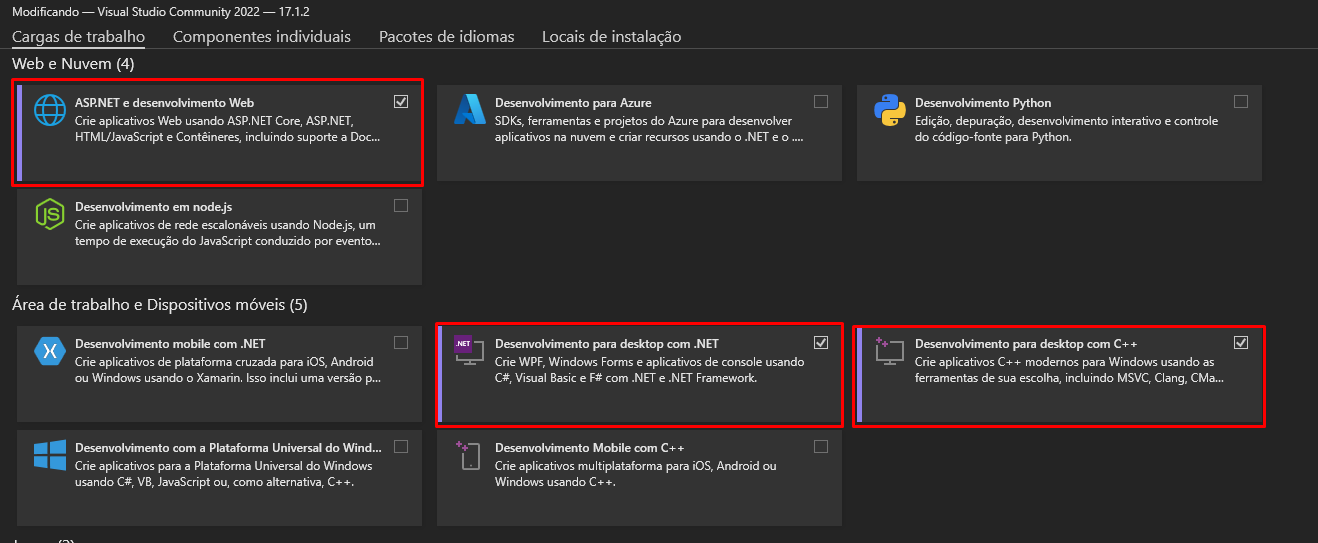 Modificando — Visual Studio Community 2022 — 17.1.2
Cargas de trabalho Componentes individuais Pacotes de idiomas Locais de instalação
Web e Nuvem (4)
ASP.NET e desenvolvimento Web
Crie aplicativos Web usando ASP.NET Core, ASP.NET,
HTML/JavaScript e Contêineres, incluindo suporte a Doc...
Desenvolvimento para Azure
SDKs, ferramentas e projetos do Azure para desenvolver
aplicativos na nuvem e criar recursos usando o .NET e o ....
Desenvolvimento Python
Edição, depuração, desenvolvimento interativo e controle
do código-fonte para Python.
JS
Desenvolvimento em node.js
Crie aplicativos de rede escalonáveis usando Node.js, um
tempo de execução do JavaScript conduzido por evento...
Área de trabalho e Dispositivos móveis (5)
Desenvolvimento mobile com .NET
Crie aplicativos de plataforma cruzada para iOS, Android
ou Windows usando o Xamarin. Isso inclui uma versão p...
.NET
Desenvolvimento para desktop com .NET
Crie WPF, Windows Forms e aplicativos de console usando
C#, Visual Basic e F# com .NET e .NET Framework.
Desenvolvimento para desktop com C++
Crie aplicativos C++ modernos para Windows usando as
ferramentas de sua escolha, incluindo MSVC, Clang, CMa...
Desenvolvimento com a Plataforma Universal do Wind...
Crie aplicativos para a Plataforma Universal do Windows
usando C#, VB, JavaScript ou, como alternativa, C++.
Desenvolvimento Mobile com C++
Crie aplicativos multiplataforma para iOS, Android ou
Windows usando C++.